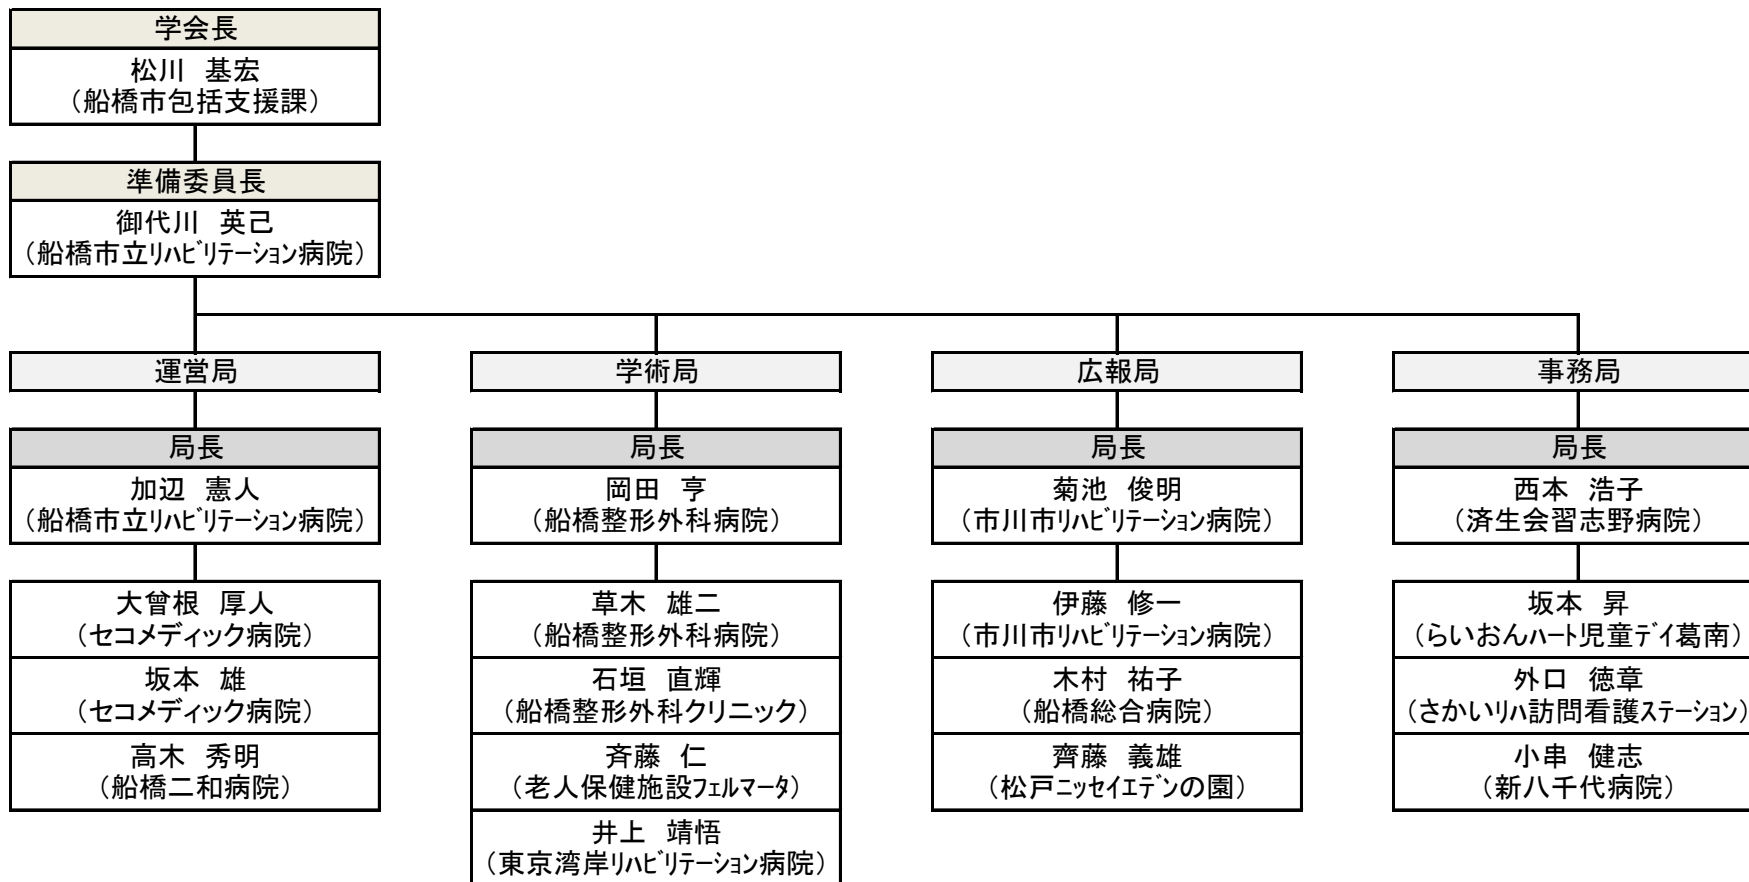 学会長
松川　基宏
（船橋市包括支援課）
準備委員長
御代川　英己
（船橋市立ﾘﾊﾋﾞﾘﾃｰｼｮﾝ病院）
運営局
局長
加辺　憲人
（船橋市立ﾘﾊﾋﾞﾘﾃｰｼｮﾝ病院）
大曾根　厚人
（セコメディック病院）
坂本　雄
（セコメディック病院）
高木　秀明
（船橋二和病院）
学術局
局長
岡田　亨
（船橋整形外科病院）
草木　雄二
（船橋整形外科病院）
石垣　直輝
（船橋整形外科クリニック）
斉藤　仁
（老人保健施設ﾌｪﾙﾏｰﾀ）
井上　靖悟
（東京湾岸ﾘﾊﾋﾞﾘﾃｰｼｮﾝ病院）
広報局
局長
菊池　俊明
（市川市ﾘﾊﾋﾞﾘﾃｰｼｮﾝ病院）
伊藤　修一
（市川市ﾘﾊﾋﾞﾘﾃｰｼｮﾝ病院）
木村　祐子
（船橋総合病院）
齊藤　義雄
（松戸ﾆｯｾｲｴﾃﾞﾝの園）
事務局
局長
西本　浩子
（済生会習志野病院）
坂本　昇
（らいおんﾊｰﾄ児童ﾃﾞｲ葛南）
外口　徳章
（さかいﾘﾊ訪問看護ｽﾃｰｼｮﾝ）
小串　健志
（新八千代病院）